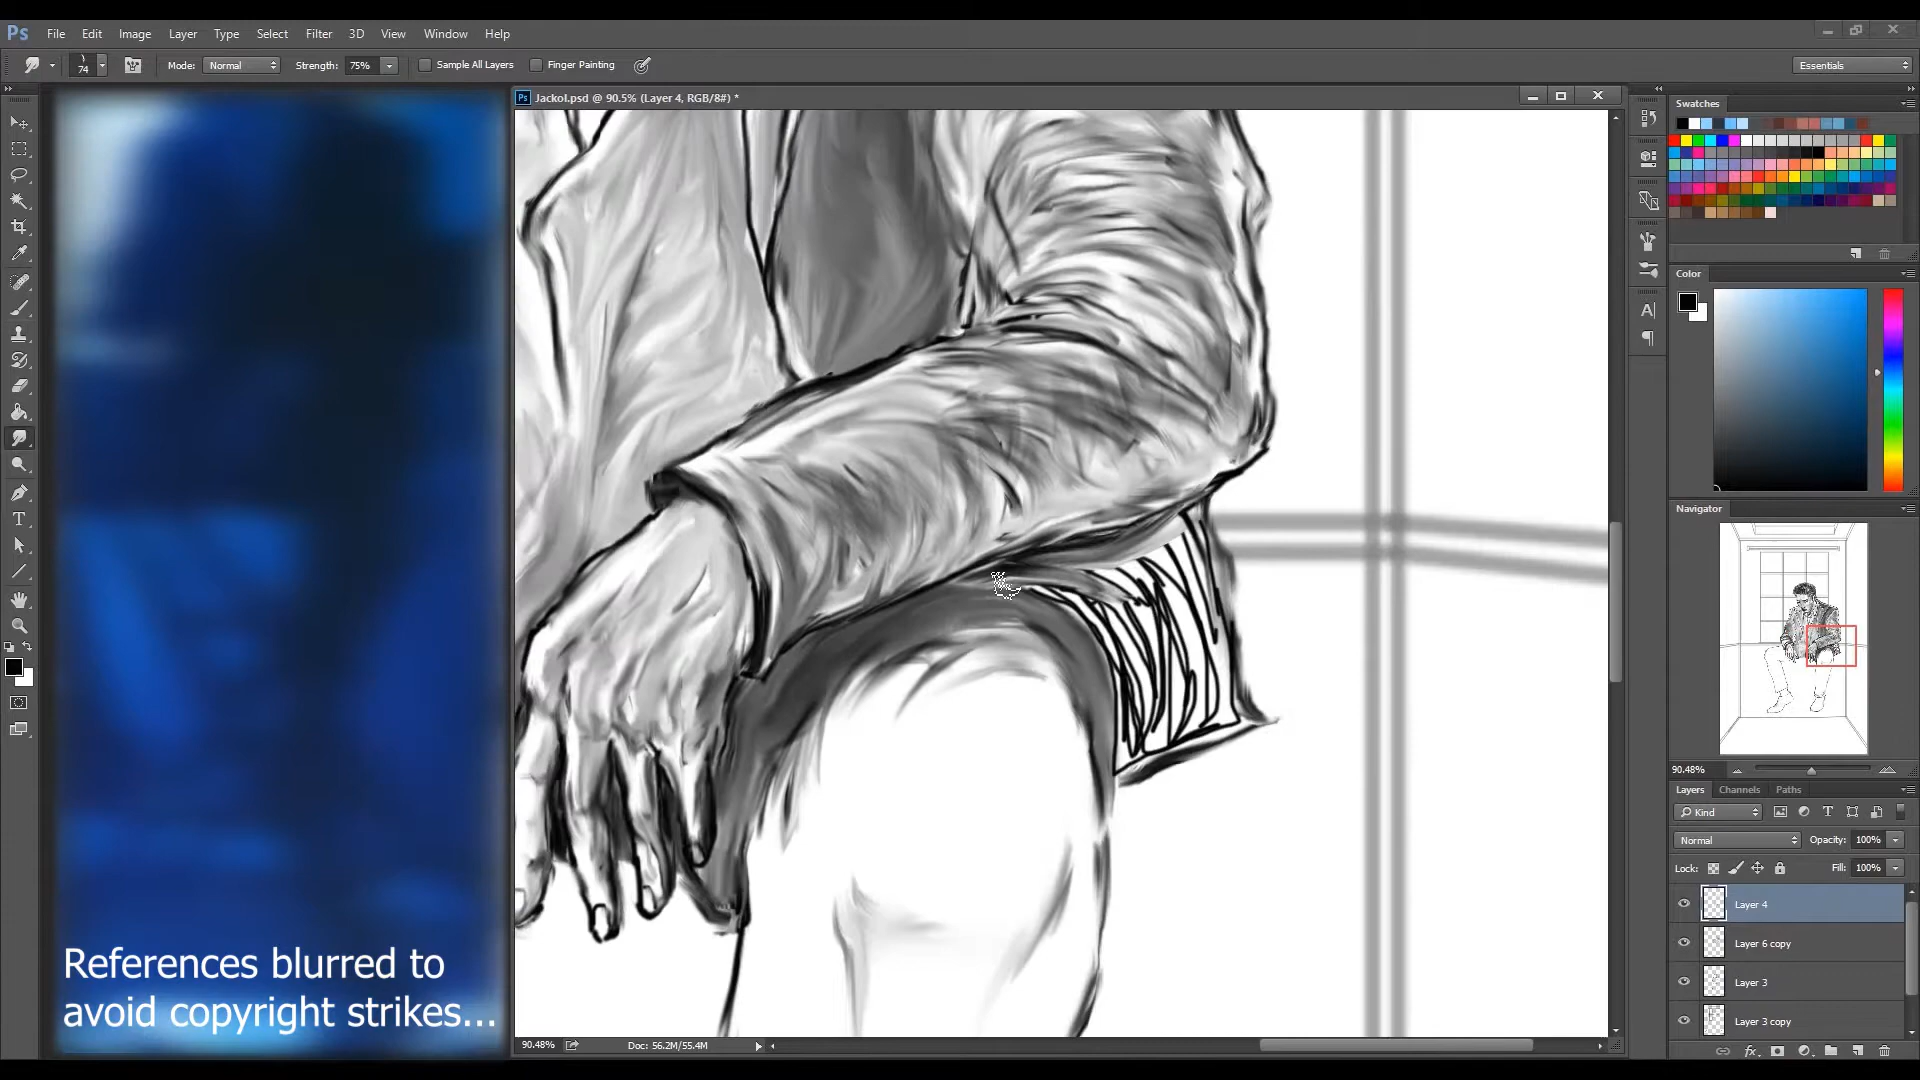 Ps File Edit Image Layer Type Select Filter 3D View Window Help
74 Mode: Normal Strength: 75% Sample All Layers Finger Painting Essentials
Ps Jackol.psd @ 90.5% (Layer 4, RGB/8#) *
Swatches
Color
Navigator
90.48%
Layers Channels Paths
Kind
Normal Opacity: 100%
Lock: Fill: 100%
Layer 4
Layer 6 copy
Layer 3
Layer 3 copy
References blurred to
avoid copyright strikes...
90.48% Doc: 56.2M/55.4M